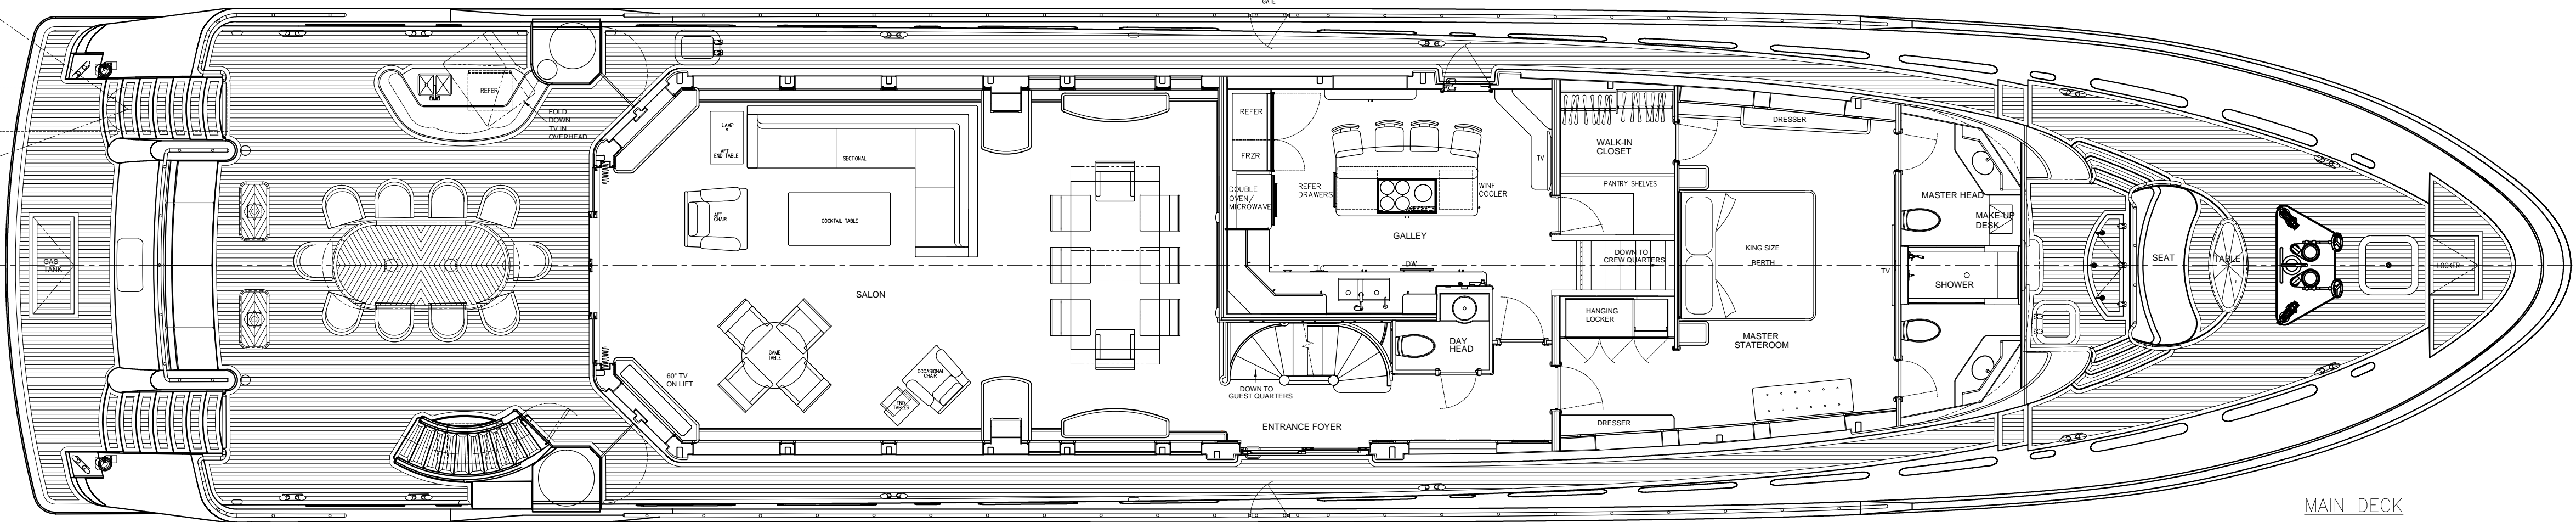 GATE
REFER
FOLD
DOWN
TV IN
OVERHEAD
GAS
TANK
LAMP
AFT
END TABLE
SECTIONAL
AFT
CHAIR
COCKTAIL TABLE
SALON
GAME
TABLE
60" TV
ON LIFT
OCCASIONAL
CHAIR
END
TABLES
REFER
FRZR
DOUBLE
OVEN/
MICROWAVE
REFER
DRAWERS
WINE
COOLER
TV
GALLEY
TC
DW
DAY
HEAD
DOWN TO
GUEST QUARTERS
ENTRANCE FOYER
WALK-IN
CLOSET
PANTRY SHELVES
DOWN TO
CREW QUARTERS
HANGING
LOCKER
DRESSER
DRESSER
KING SIZE
BERTH
MASTER
STATEROOM
TV
MASTER HEAD
MAKE-UP
DESK
SHOWER
SEAT
TABLE
LOCKER
MAIN DECK